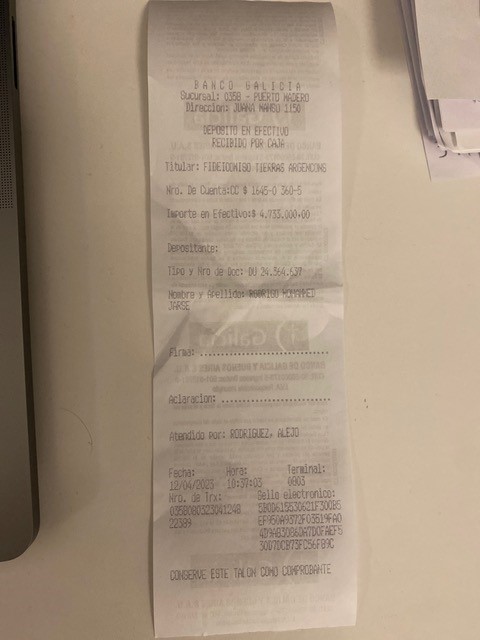 BANCO GALICIA
Sucursal: 0358 - PUERTO MADERO
Direccion: JUANA MANSO 1150
DEPOSITO EN EFECTIVO
RECIBIDO POR CAJA
Titular: FIDEICOMISO TIERRAS ARGENCONS
Nro. De Cuenta:CC $ 1645-0 360-5
Importe en Efectivo:$ 4.733.000,00
Depositante:
Tipo y Nro de Doc: DU 24.364.637
Nombre y Apellido: RODRIGO MOHAMED
JARSE
Firma:
Aclaracion:
Atendido por: RODRIGUEZ, ALEJO
Fecha: Hora: Terminal:
12/04/2023 10:37:03 0803
Nro. de Trx: Sello electronico:
22389
CONSERVE ESTE TALON COMO COMPROBANTE